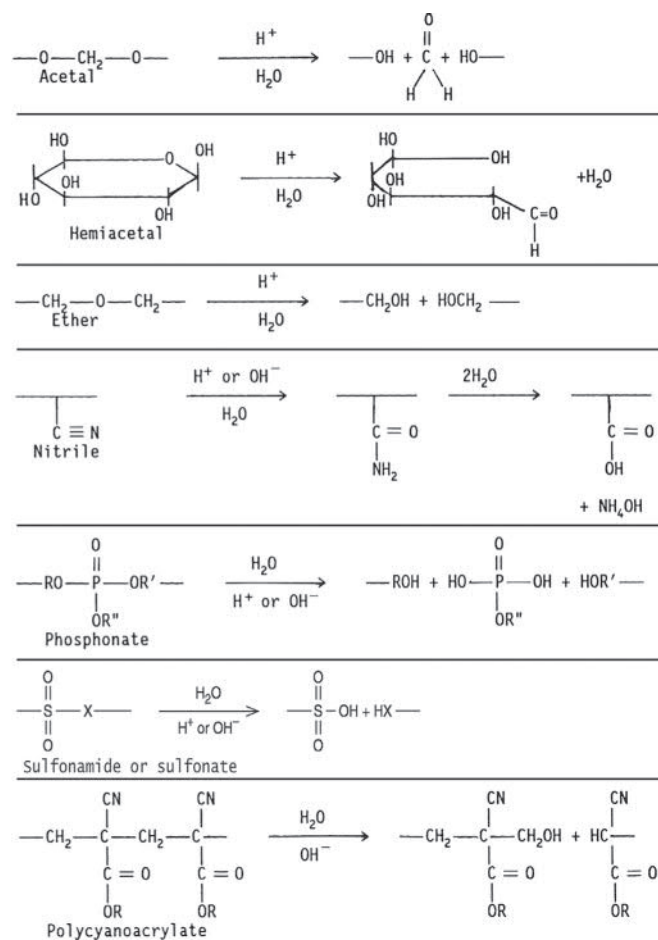 O
—O—CH₂—O— H⁺ —OH + C + HO—
Acetal H₂O H H
HO O OH HO OH
H⁺ +H₂O
HO OH OH H₂O OH OH OH C=O
Hemiacetal H
—CH₂—O—CH₂— H⁺ —CH₂OH + HOCH₂—
Ether H₂O
H⁺ or OH⁻ 2H₂O
H₂O
C≡N C=O C=O
Nitrile NH₂ OH
+ NH₄OH
O O
—RO—P—OR′— H₂O —ROH + HO—P—OH + HOR′—
OR" H⁺ or OH⁻ OR"
Phosphonate
O O
—S—X— H₂O —S—OH + HX—
O H⁺ or OH⁻ O
Sulfonamide or sulfonate
CN CN CN CN
—CH₂—C—CH₂—C— H₂O —CH₂—C—CH₂OH + HC—
OH⁻
C=O C=O C=O C=O
OR OR OR OR
Polycyanoacrylate